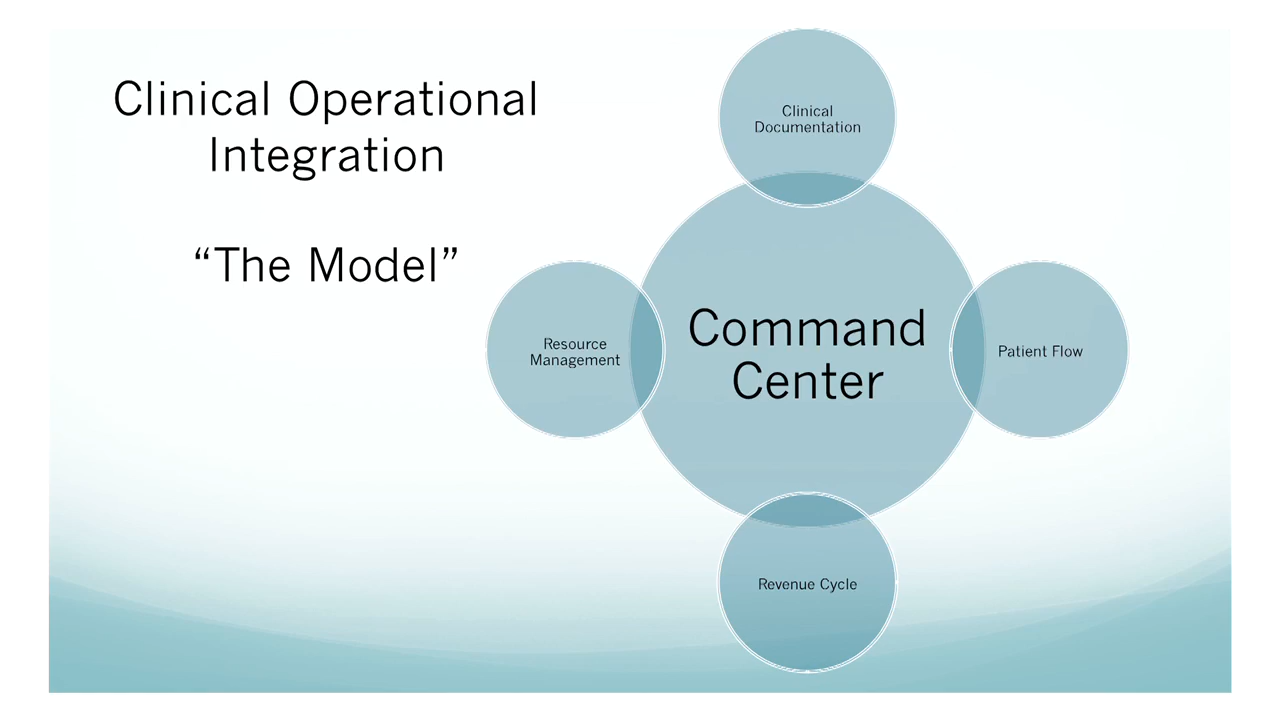 Clinical Operational
Integration
“The Model”
Clinical
Documentation
Resource
Management
Command
Center
Patient Flow
Revenue Cycle